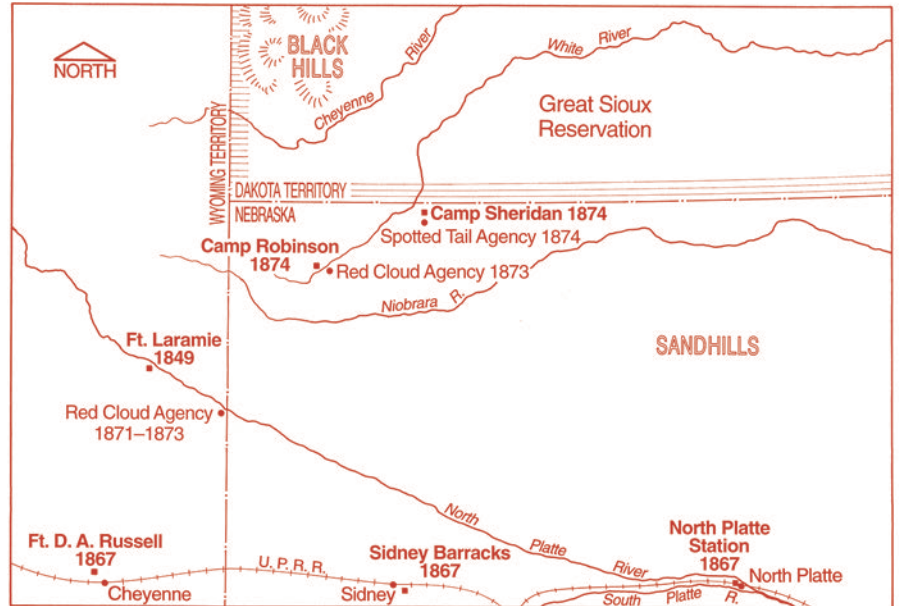 NORTH
BLACK
HILLS
Cheyenne River
White River
Great Sioux
Reservation
WYOMING TERRITORY
DAKOTA TERRITORY
NEBRASKA
Camp Sheridan 1874
Spotted Tail Agency 1874
Camp Robinson
1874
Red Cloud Agency 1873
Niobrara R.
SANDHILLS
Ft. Laramie
1849
Red Cloud Agency
1871–1873
North Platte River
Ft. D. A. Russell
1867
Cheyenne
U. P. R. R.
Sidney Barracks
1867
Sidney
North Platte
Station
1867
North Platte
South Platte R.